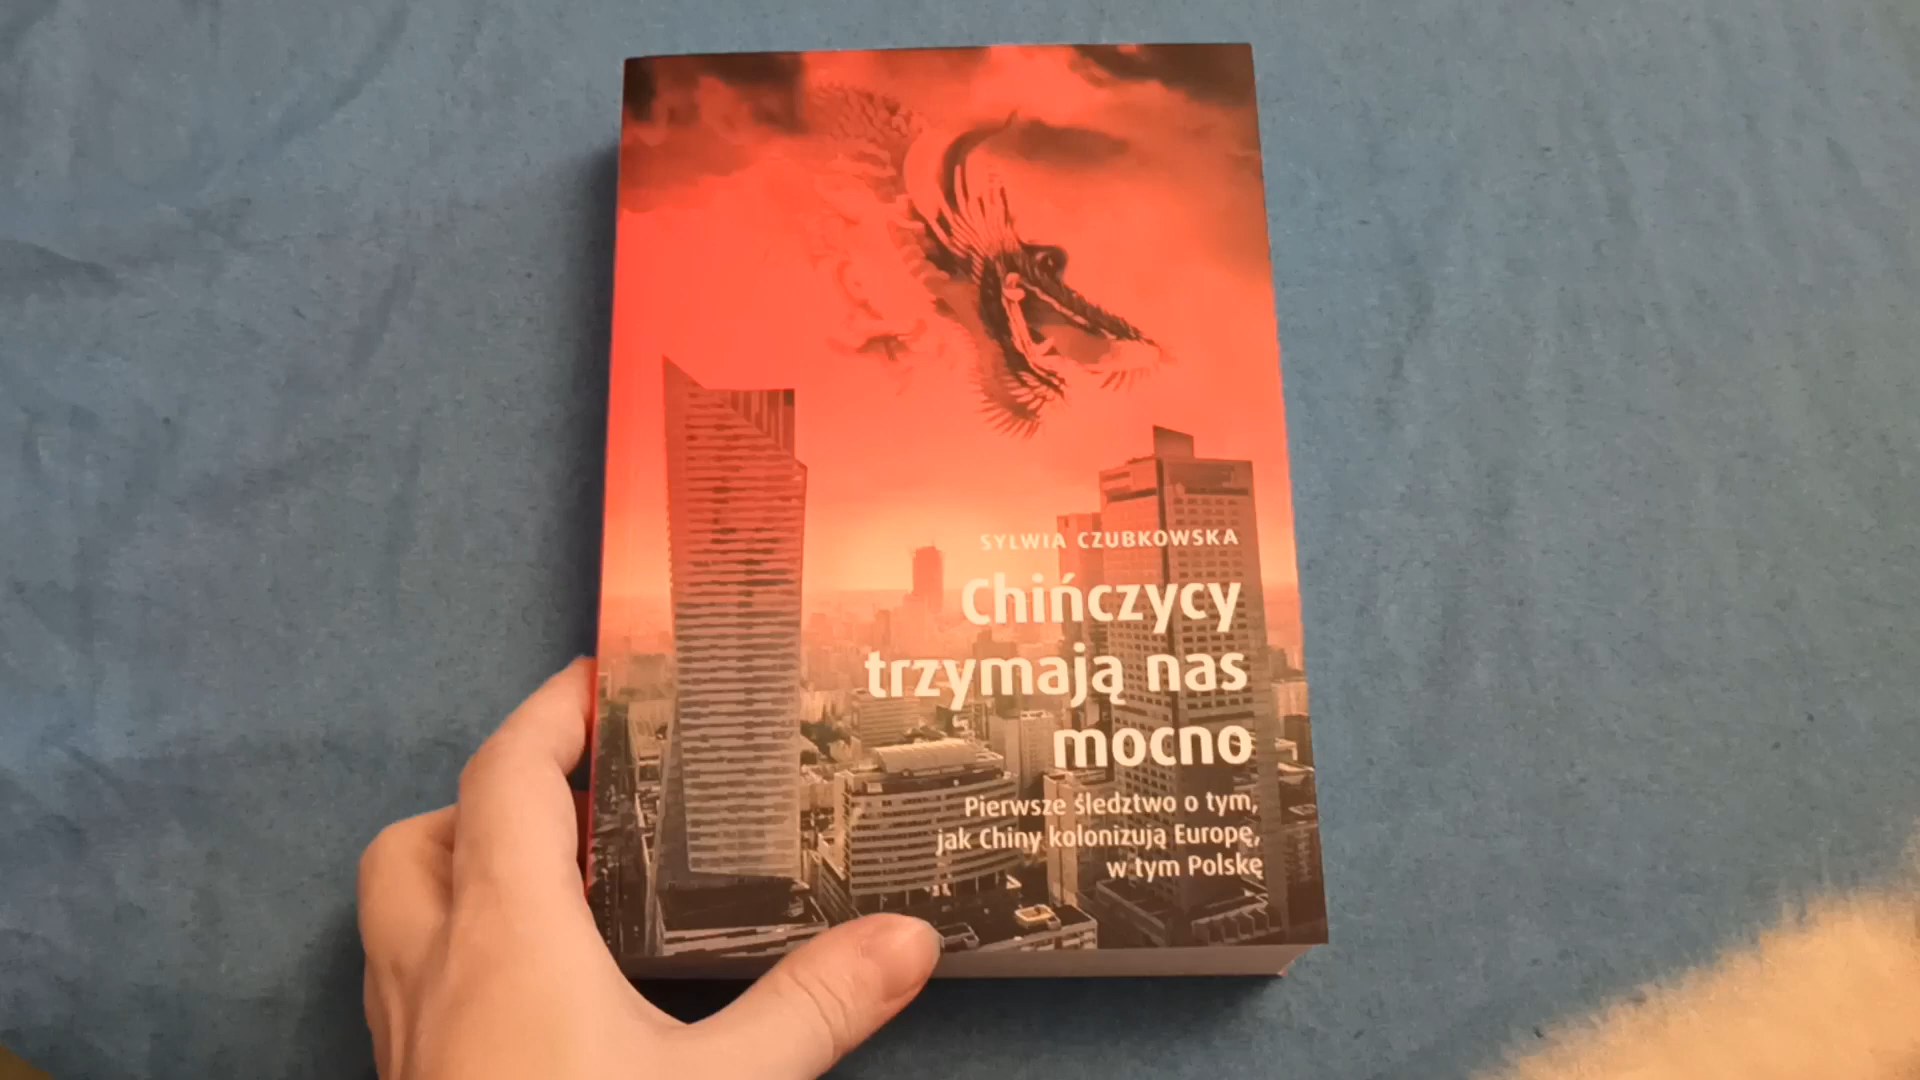 SYLWIA CZUBKOWSKA
Chińczycy
trzymają nas
mocno
Pierwsze śledztwo o tym,
jak Chiny kolonizują Europę,
w tym Polskę